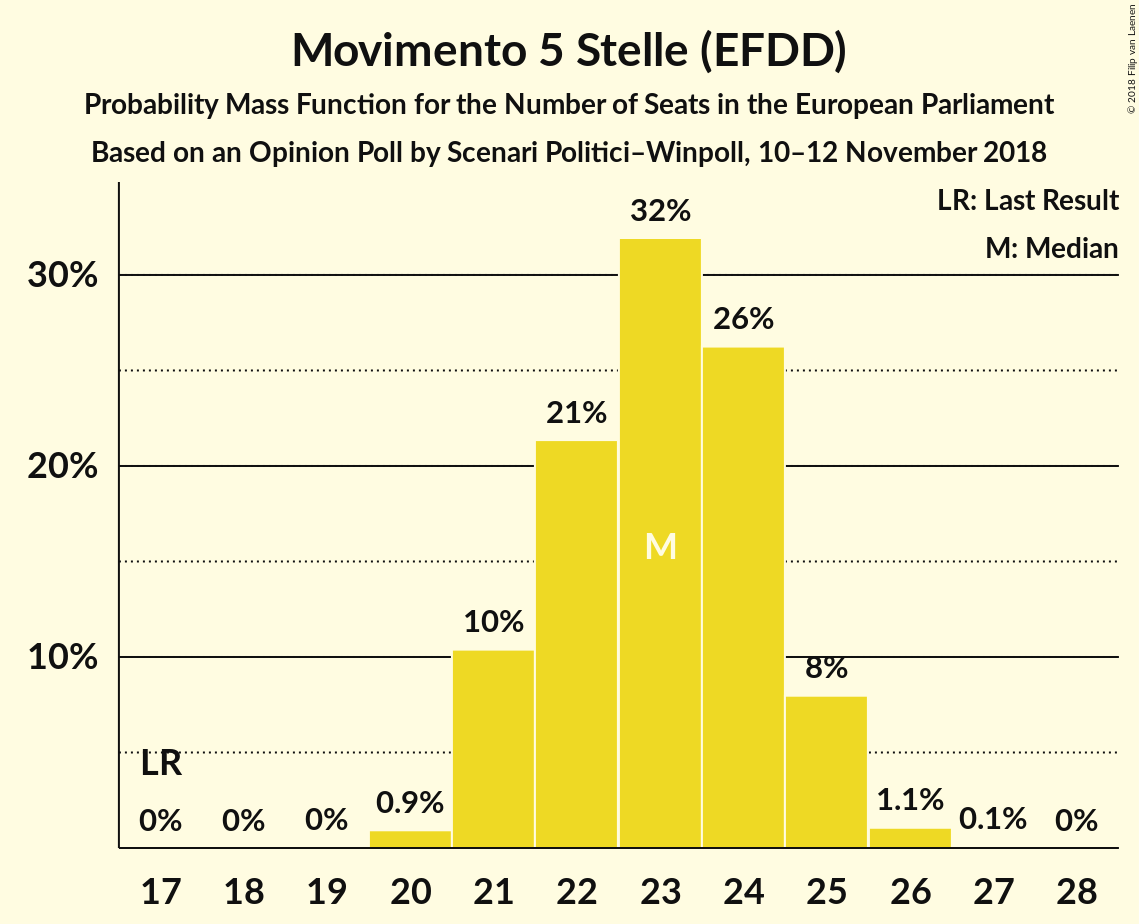 Movimento 5 Stelle (EFDD)
Probability Mass Function for the Number of Seats in the European Parliament
Based on an Opinion Poll by Scenari Politici–Winpoll, 10–12 November 2018
© 2018 Filip van Laenen
LR: Last Result
M: Median
32%
30%
26%
21%
20%
M
10%
10%
8%
LR
0% 0% 0% 0.9% 1.1% 0.1% 0%
17 18 19 20 21 22 23 24 25 26 27 28